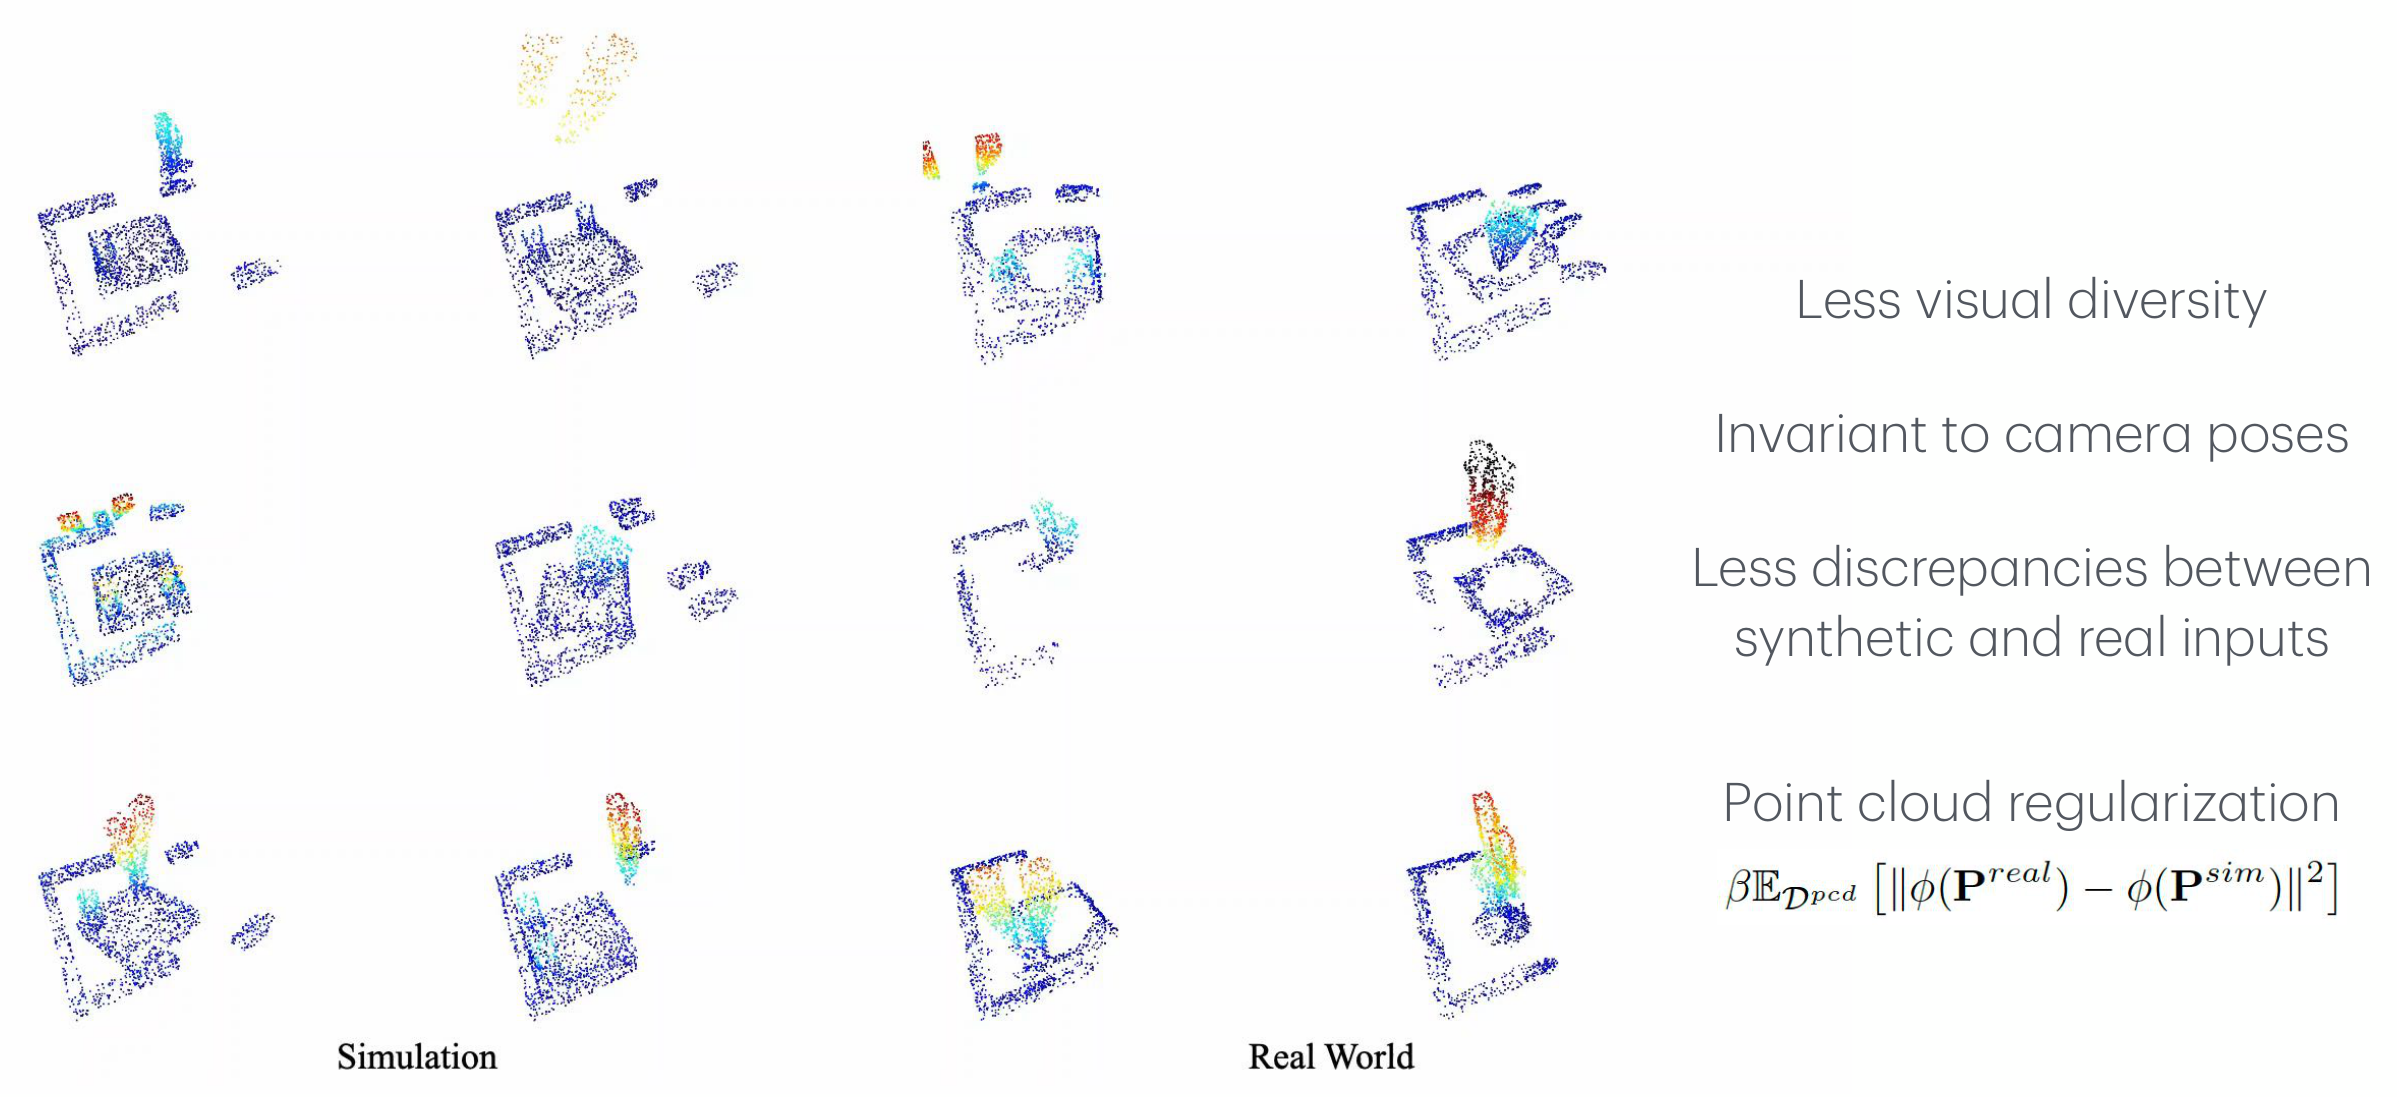 Less visual diversity
Invariant to camera poses
Less discrepancies between
synthetic and real inputs
Point cloud regularization
β𝔼_{𝒟^{pcd}} [‖ϕ(𝐏^{real}) − ϕ(𝐏^{sim})‖²]
Simulation
Real World